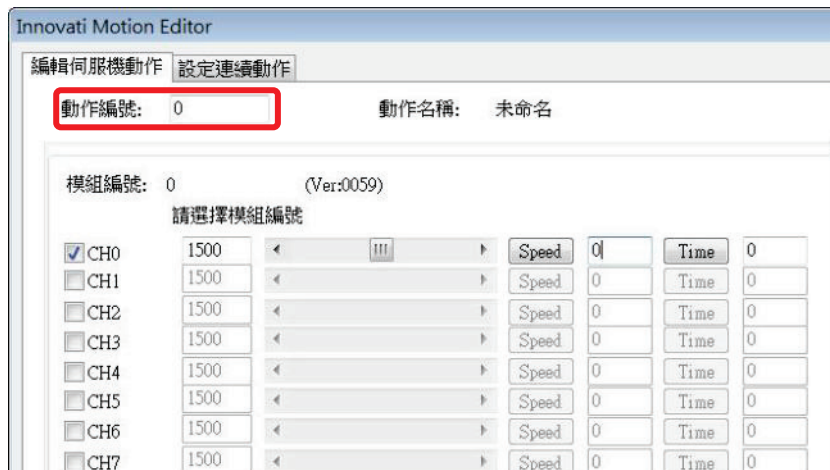 Innovati Motion Editor
編輯伺服機動作 設定連續動作
動作編號: 0 動作名稱: 未命名
模組編號: 0 (Ver:0059)
請選擇模組編號
CH0 1500 Speed 0 Time 0
CH1 1500 Speed 0 Time 0
CH2 1500 Speed 0 Time 0
CH3 1500 Speed 0 Time 0
CH4 1500 Speed 0 Time 0
CH5 1500 Speed 0 Time 0
CH6 1500 Speed 0 Time 0
CH7 1500 Speed 0 Time 0